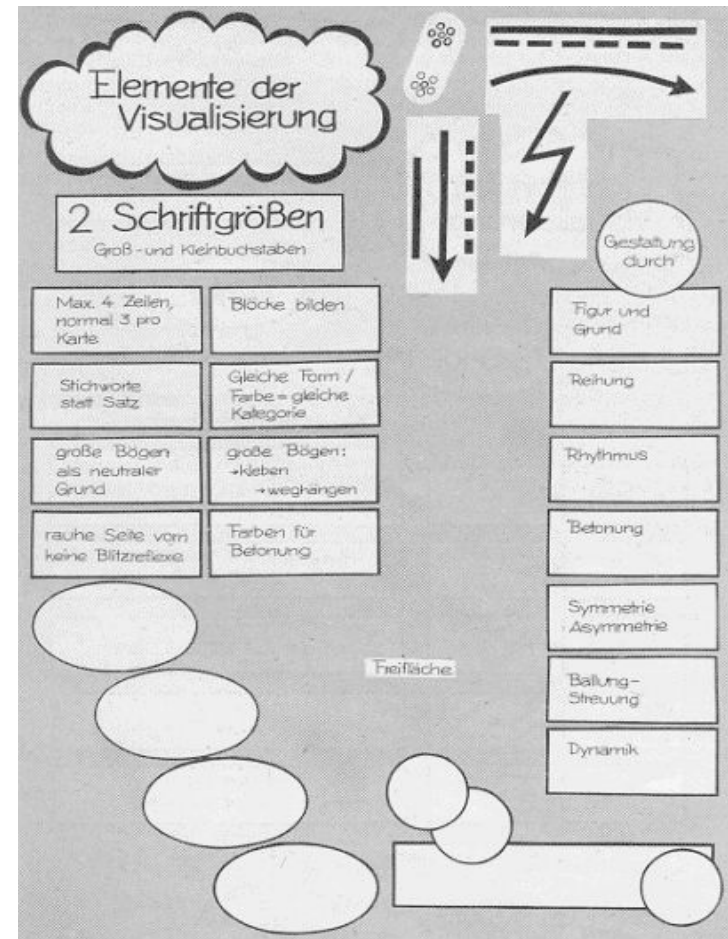 Elemente der
Visualisierung
2 Schriftgrößen
Groß-und Kleinbuchstaben
Max. 4 Zeilen,
normal 3 pro
Karte
Blöcke bilden
Stichworte
statt Satz
Gleiche Form /
Farbe = gleiche
Kategorie
große Bögen
als neutraler
Grund
große Bögen:
→kleben
→weghängen
rauhe Seite vorn
keine Blitzreflexe
Farben für
Betonung
Gestaltung
durch
Figur und
Grund
Reihung
Rhythmus
Betonung
Symmetrie
Asymmetrie
Ballung-
Streuung
Dynamik
Freifläche